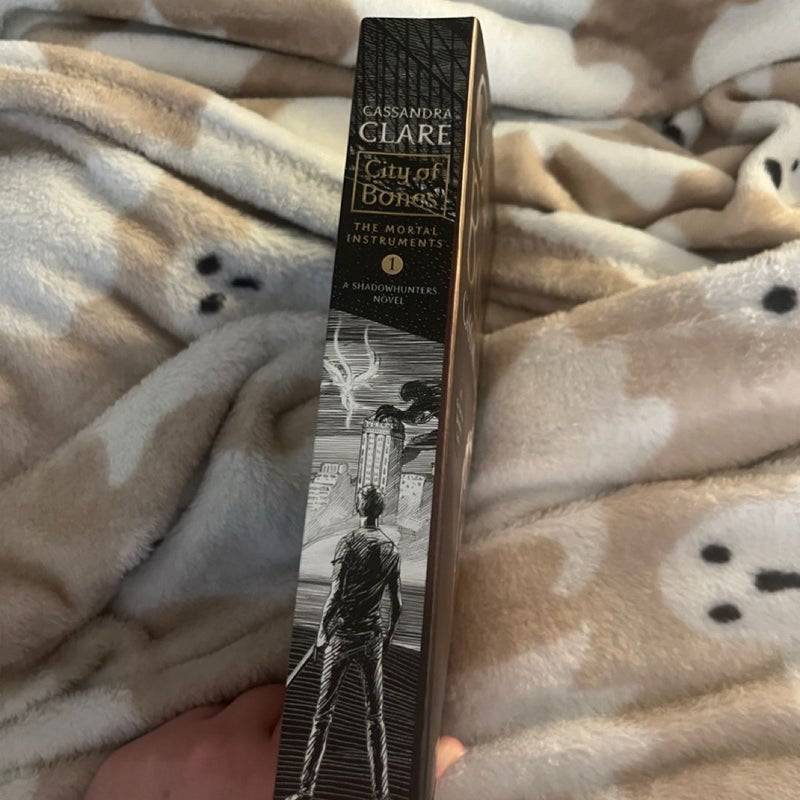 CASSANDRA
CLARE
City of
Bones
THE MORTAL
INSTRUMENTS
1
A SHADOWHUNTERS
NOVEL